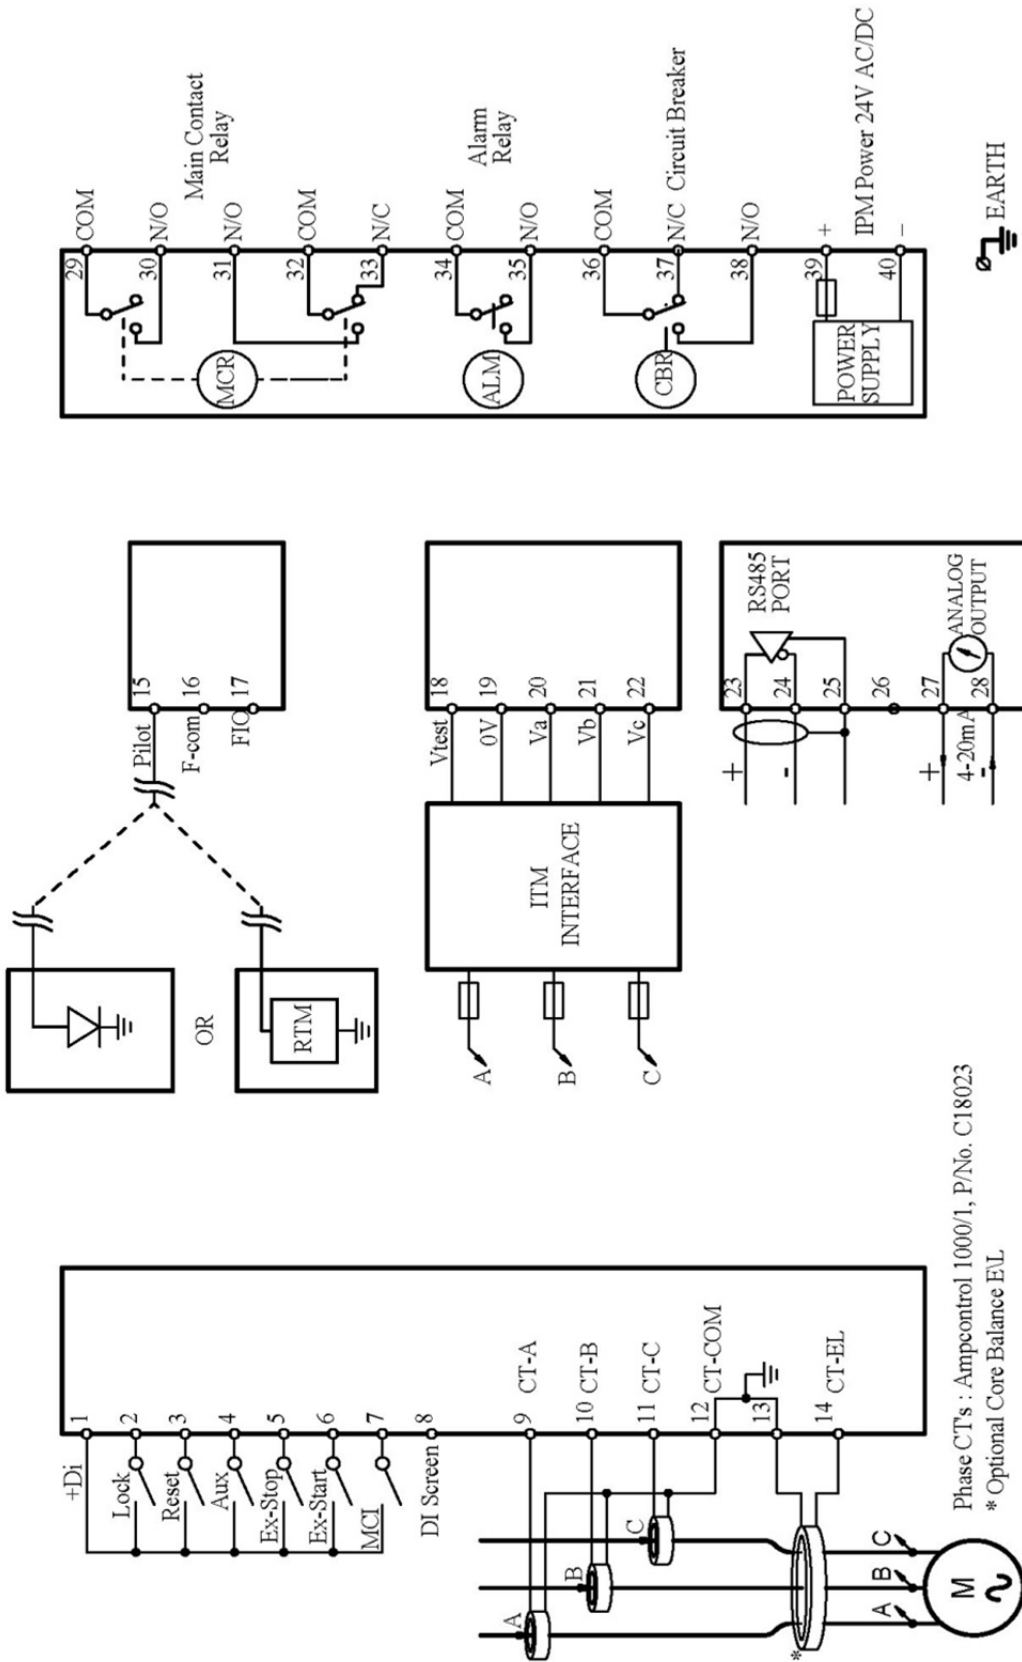 +Di
1
Lock
2
Reset
3
Aux
4
Ex-Stop
5
Ex-Start
6
MCI
7
DI Screen
8
A
9
CT-A
B
10
CT-B
C
11
CT-C
12
CT-COM
13
14
CT-EL
*
A
B
C
M
Phase CT's : Ampcontrol 1000/1, P/No. C18023
* Optional Core Balance E\L
OR
RTM
Pilot
15
F-com
16
FIO
17
A
B
C
ITM
INTERFACE
Vtest
18
0V
19
Va
20
Vb
21
Vc
22
+
23
-
24
25
26
+
27
4-20mA
-
28
RS485
PORT
ANALOG
OUTPUT
MCR
29
COM
30
N/O
31
N/O
32
COM
33
N/C
Main Contact
Relay
ALM
34
COM
35
N/O
Alarm
Relay
CBR
36
COM
37
N/C Circuit Breaker
38
N/O
POWER
SUPPLY
39
+
40
-
IPM Power 24V AC/DC
EARTH